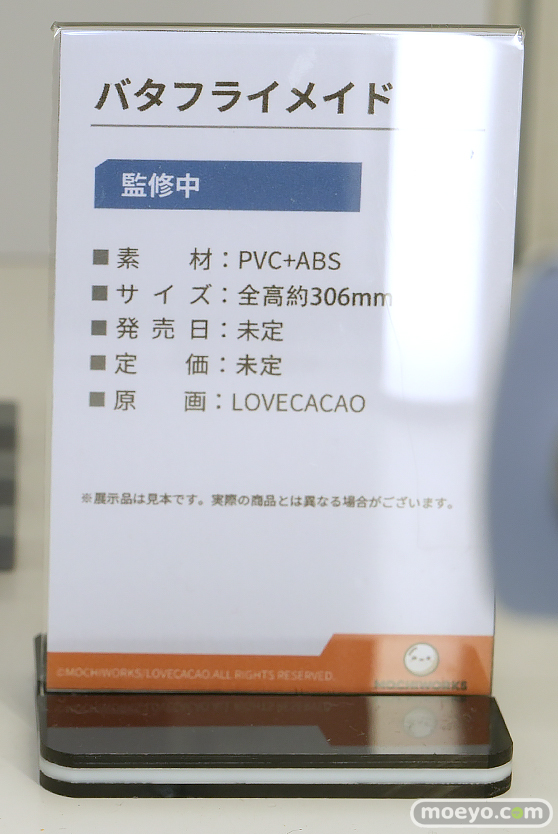 バタフライメイド
監修中
■素　　材：PVC+ABS
■サ イ ズ：全高約306mm
■発 売 日：未定
■定　　価：未定
■原　　画：LOVECACAO
※展示品は見本です。実際の商品とは異なる場合がございます。
©MOCHIWORKS/LOVECACAO.ALL RIGHTS RESERVED.
MOCHIWORKS
moeyo.com